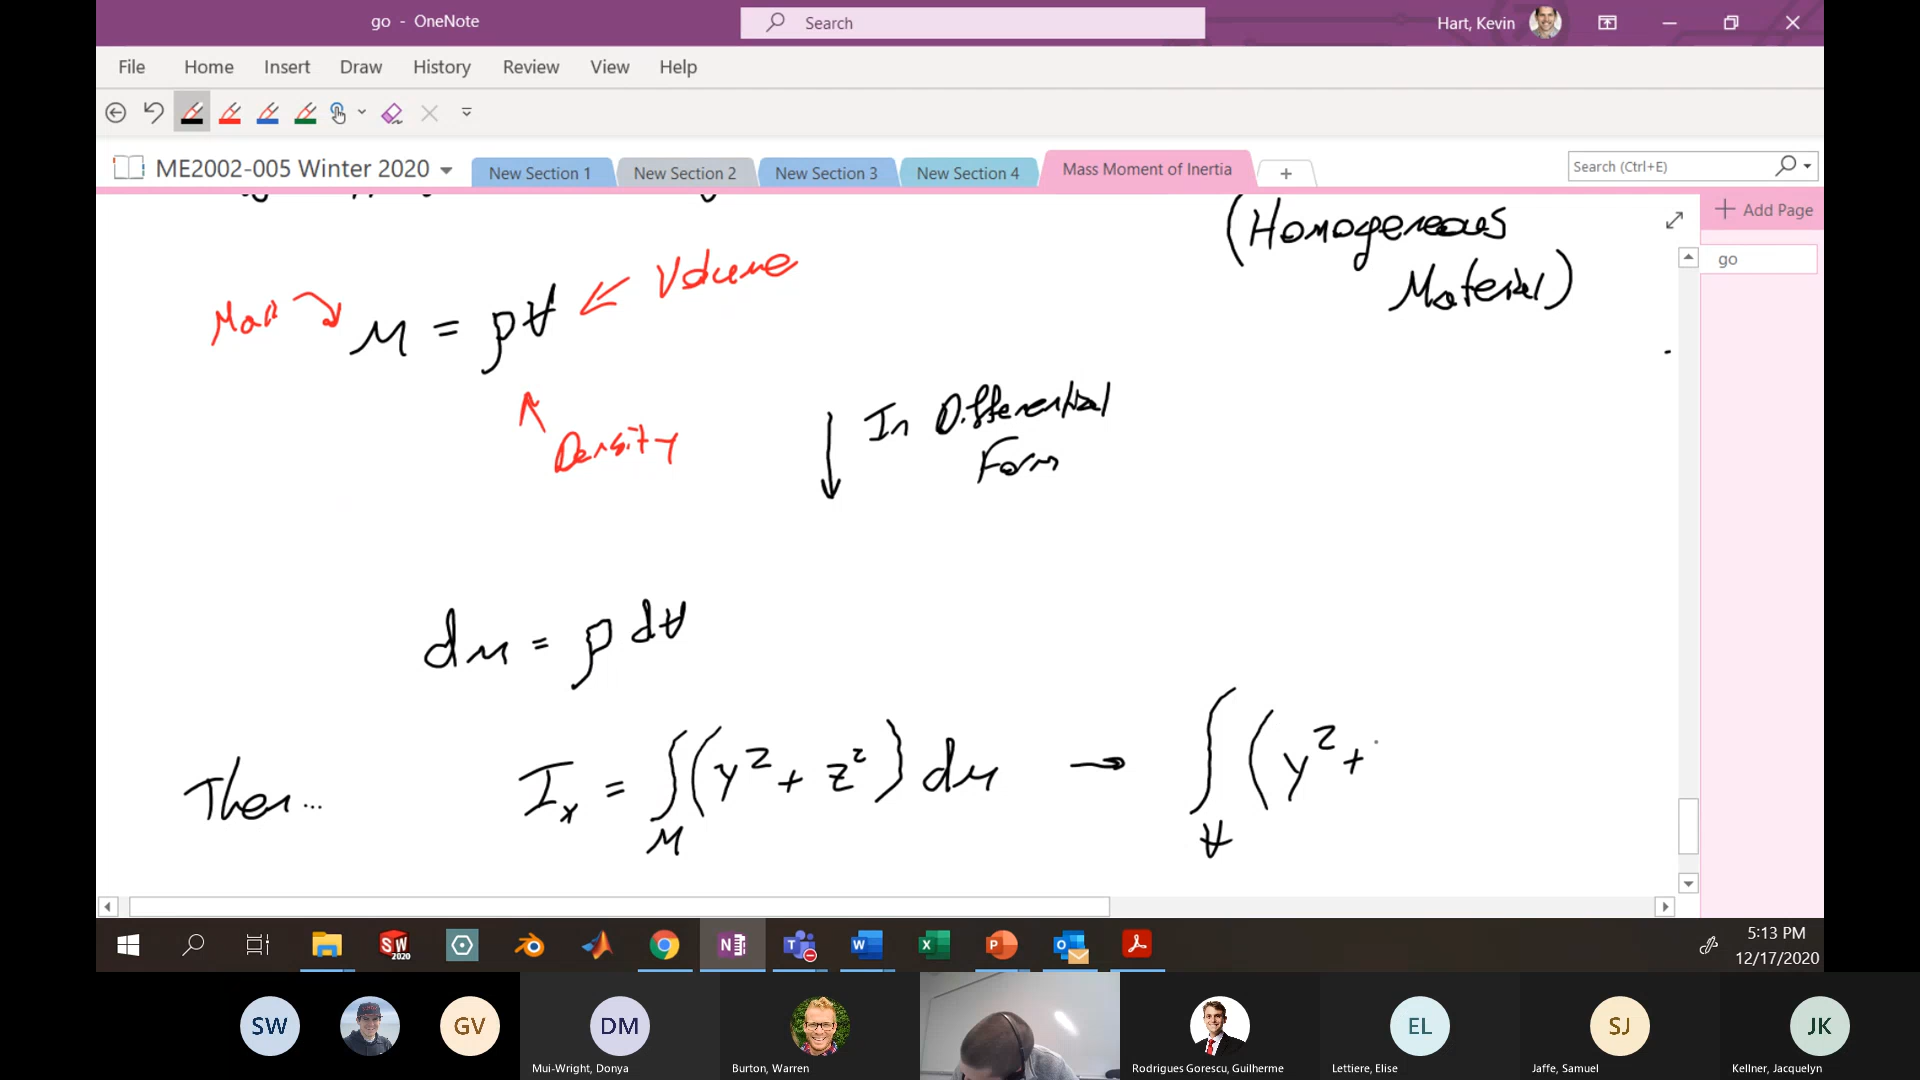 go - OneNote
Search
Hart, Kevin
File Home Insert Draw History Review View Help
ME2002-005 Winter 2020
New Section 1
New Section 2
New Section 3
New Section 4
Mass Moment of Inertia
+
Search (Ctrl+E)
Add Page
go
(Homogeneous
Material)
Mass
Volume
M = ρV
Density
In Differential
Form
dm = ρ dV
Then...
Iₓ = ∫(y² + z²) dm → ∫(y² +
M
V
SW 2020
5:13 PM
12/17/2020
SW
GV
DM
EL
SJ
JK
Mui-Wright, Donya
Burton, Warren
Rodrigues Gorescu, Guilherme
Lettiere, Elise
Jaffe, Samuel
Kellner, Jacquelyn